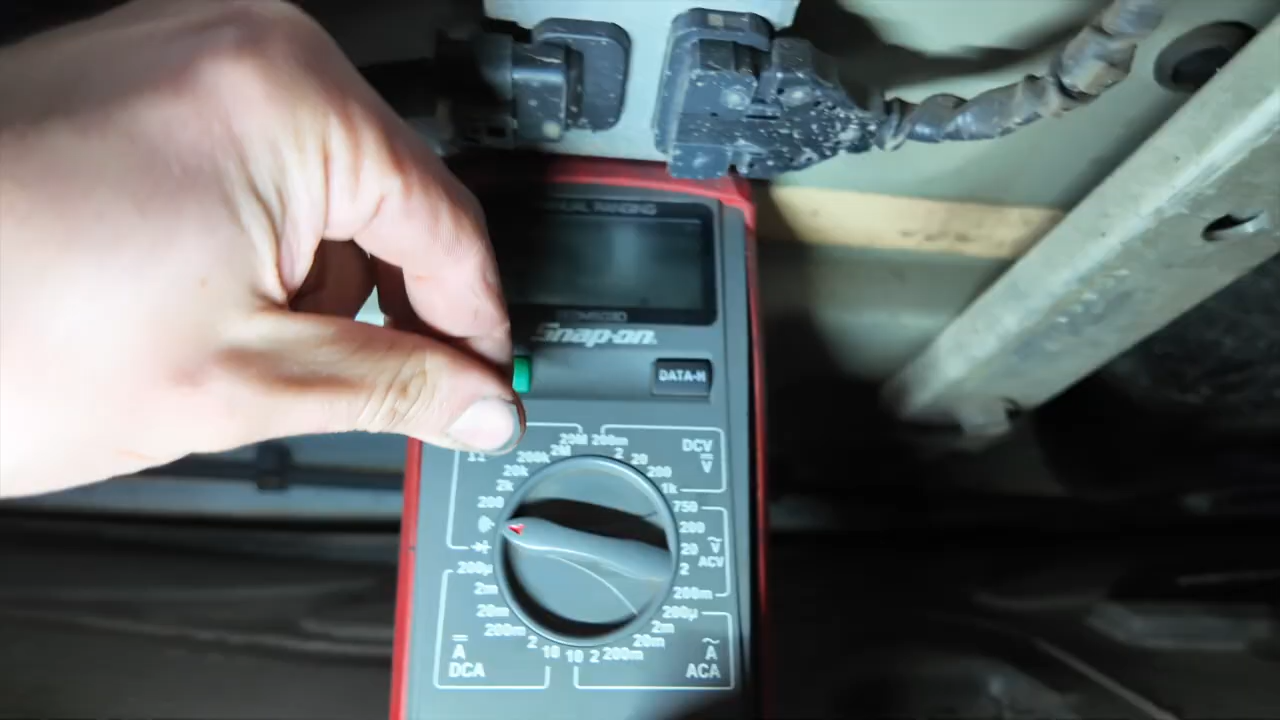 MANUAL RANGING
Snap-on
DATA-H
Ω 20M 200m DCV
200k 2M 2 20 V
20k 200
2k 1k
200 750
200
20 V
200μ 2 ACV
2m 200m
20m 200μ
200m 2m
A 2 20m A
DCA 10 10 2 200m ACA